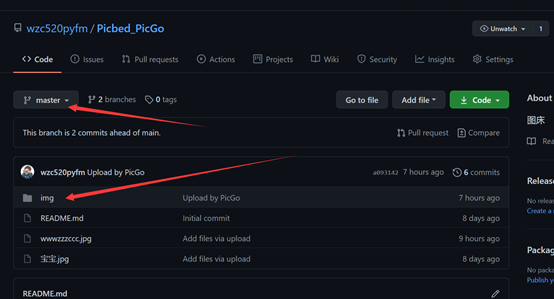 wzc520pyfm / Picbed_PicGo
Unwatch 1
Code Issues Pull requests Actions Projects Wiki Security Insights Settings
master 2 branches 0 tags Go to file Add file Code
About
图床
This branch is 2 commits ahead of main. Pull request Compare
Rea
wzc520pyfm Upload by PicGo a093142 7 hours ago 6 commits
Releas
img Upload by PicGo 7 hours ago
No releas
Create a
README.md Initial commit 8 days ago
wwwzzzccc.jpg Add files via upload 9 hours ago
Packag
宝宝.jpg Add files via upload 8 days ago
No packa
Publish yo
README.md